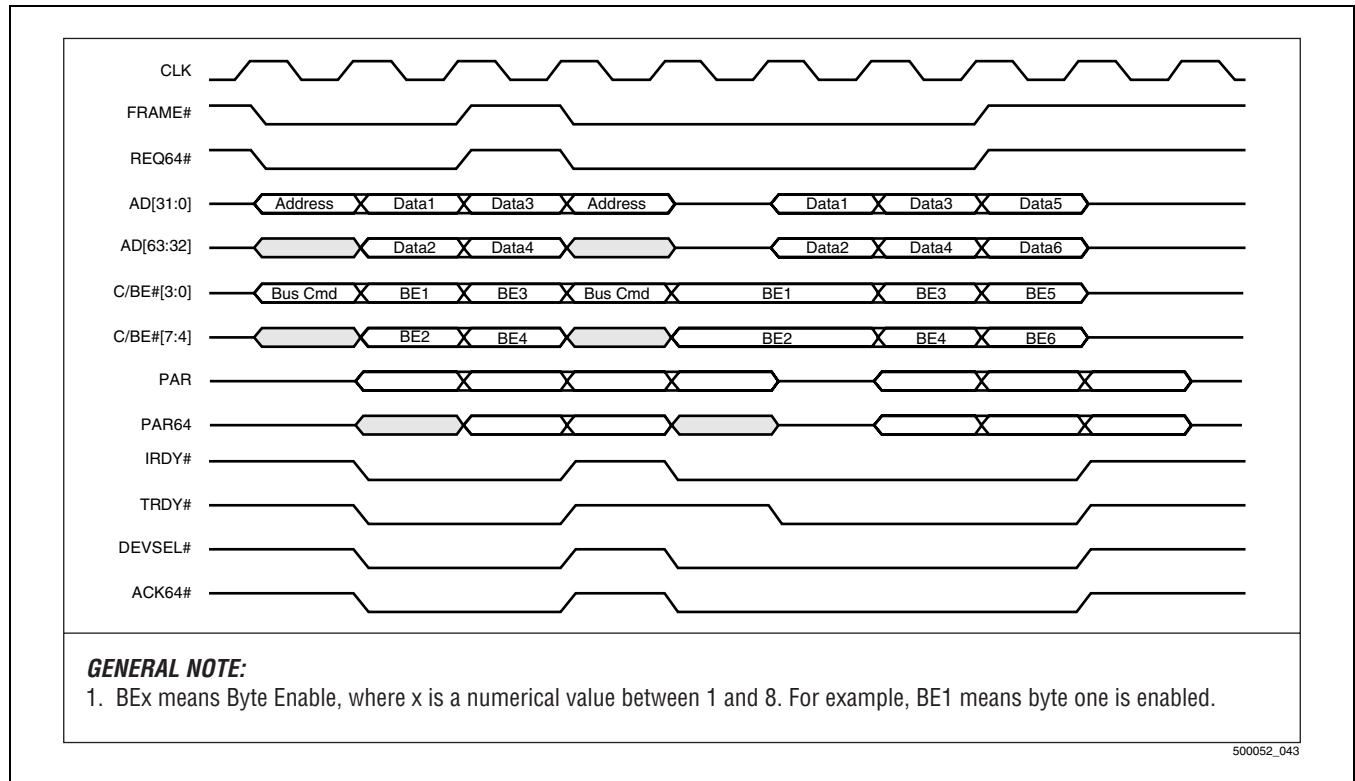 CLK
FRAME#
REQ64#
AD[31:0] Address Data1 Data3 Address Data1 Data3 Data5
AD[63:32] Data2 Data4 Data2 Data4 Data6
C/BE#[3:0] Bus Cmd BE1 BE3 Bus Cmd BE1 BE3 BE5
C/BE#[7:4] BE2 BE4 BE2 BE4 BE6
PAR
PAR64
IRDY#
TRDY#
DEVSEL#
ACK64#
GENERAL NOTE:
1. BEx means Byte Enable, where x is a numerical value between 1 and 8. For example, BE1 means byte one is enabled.
500052_043